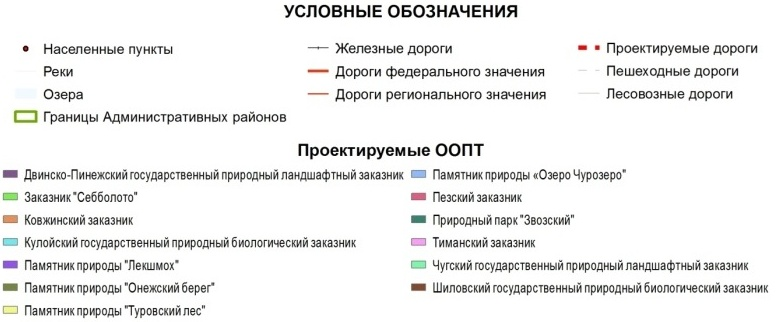 УСЛОВНЫЕ ОБОЗНАЧЕНИЯ
Населенные пункты
Реки
Озера
Границы Административных районов
Железные дороги
Дороги федерального значения
Дороги регионального значения
Проектируемые дороги
Пешеходные дороги
Лесовозные дороги
Проектируемые ООПТ
Двинско-Пинежский государственный природный ландшафтный заказник
Заказник "Себболото"
Ковжинский заказник
Кулойский государственный природный биологический заказник
Памятник природы "Лекшмох"
Памятник природы "Онежский берег"
Памятник природы "Туровский лес"
Памятник природы «Озеро Чурозеро"
Пезский заказник
Природный парк "Звозский"
Тиманский заказник
Чугский государственный природный ландшафтный заказник
Шиловский государственный природный биологический заказник